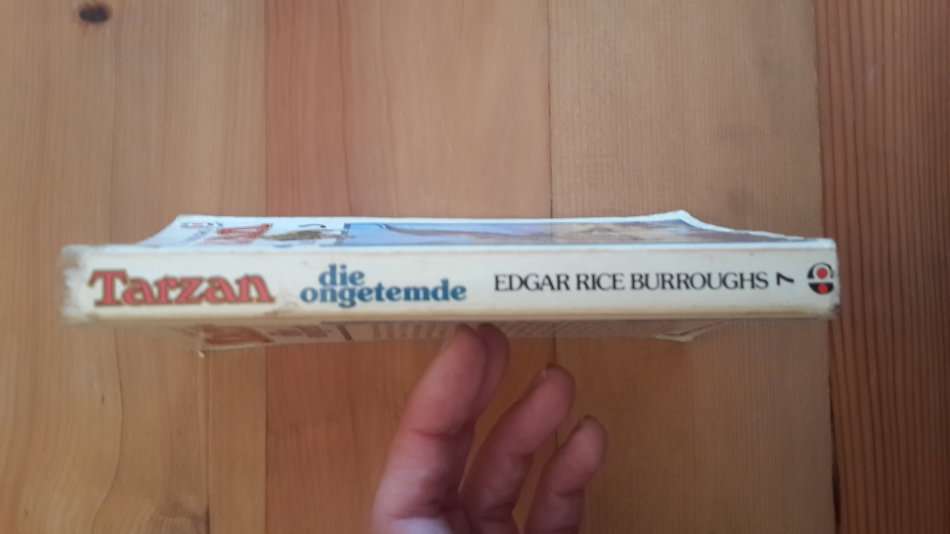 Tarzan
die
ongetemde
EDGAR RICE BURROUGHS 7